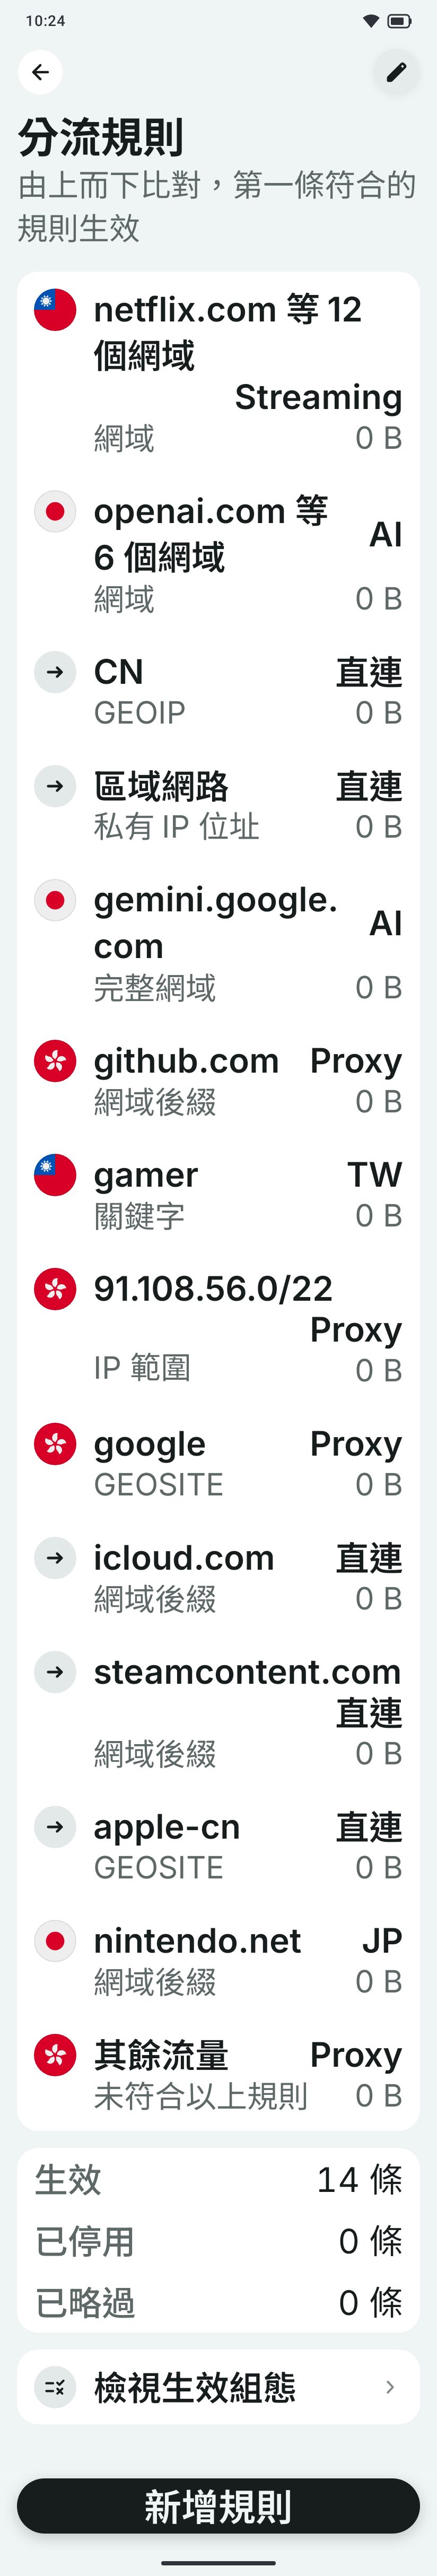 10:24
分流規則
由上而下比對，第一條符合的
規則生效
netflix.com 等 12
個網域
Streaming
網域 0 B
openai.com 等
6 個網域
AI
網域 0 B
CN 直連
GEOIP 0 B
區域網路 直連
私有 IP 位址 0 B
gemini.google.
com
AI
完整網域 0 B
github.com Proxy
網域後綴 0 B
gamer TW
關鍵字 0 B
91.108.56.0/22
Proxy
IP 範圍 0 B
google Proxy
GEOSITE 0 B
icloud.com 直連
網域後綴 0 B
steamcontent.com
直連
網域後綴 0 B
apple-cn 直連
GEOSITE 0 B
nintendo.net JP
網域後綴 0 B
其餘流量 Proxy
未符合以上規則 0 B
生效 14 條
已停用 0 條
已略過 0 條
檢視生效組態
新增規則